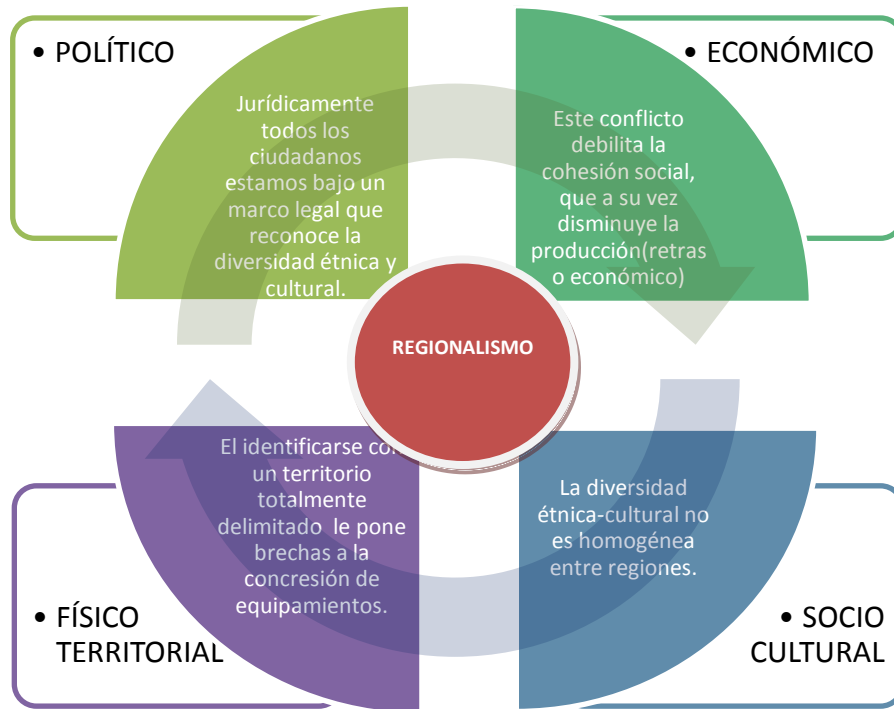 • POLÍTICO
Jurídicamente
todos los
ciudadanos
estamos bajo un
marco legal que
reconoce la
diversidad étnica y
cultural.
• ECONÓMICO
Este conflicto
debilita la
cohesión social,
que a su vez
disminuye la
producción(retras
o económico)
REGIONALISMO
El identificarse con
un territorio
totalmente
delimitado le pone
brechas a la
concresión de
equipamientos.
• FÍSICO
TERRITORIAL
La diversidad
étnica-cultural no
es homogénea
entre regiones.
• SOCIO
CULTURAL